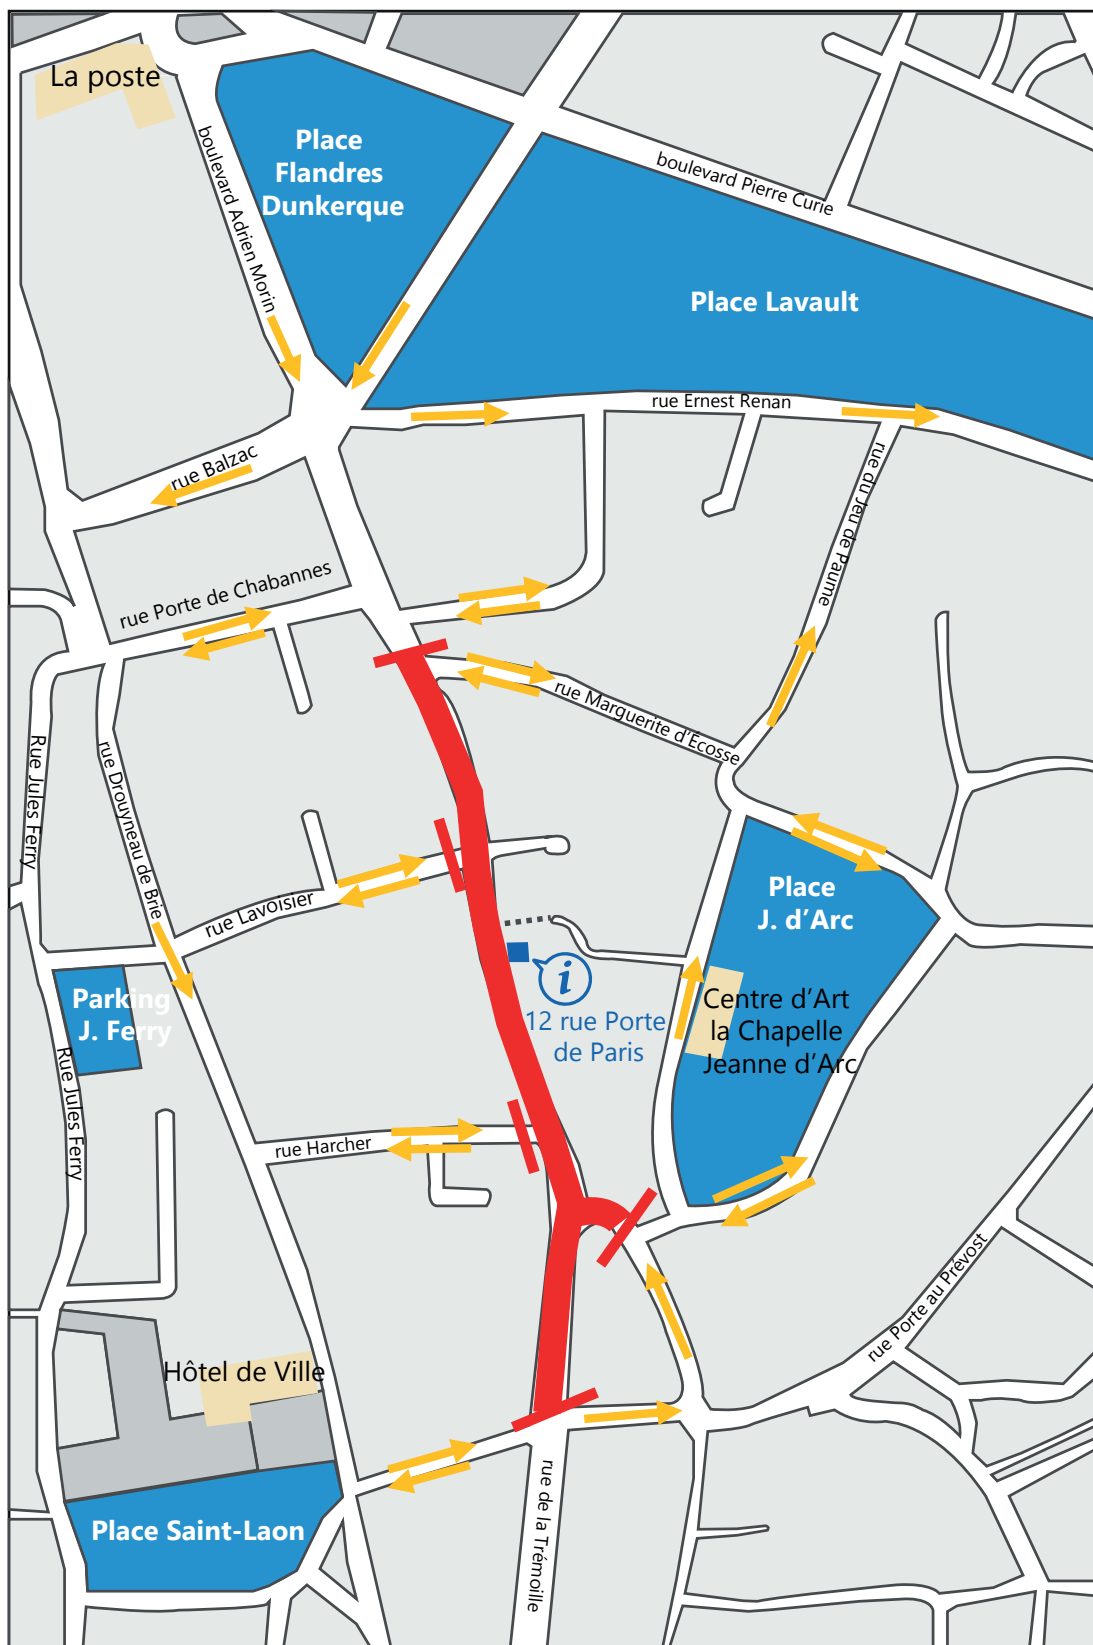 La poste
Place
Flandres
Dunkerque
boulevard Adrien Morin
boulevard Pierre Curie
Place Lavault
rue Ernest Renan
rue Balzac
rue du Jeu de Paume
rue Porte de Chabannes
rue Marguerite d'Ecosse
Rue Jules Ferry
rue Drouyneau de Brie
rue Lavoisier
Place
J. d'Arc
Parking
J. Ferry
i
12 rue Porte
de Paris
Centre d'Art
la Chapelle
Jeanne d'Arc
Rue Jules Ferry
rue Harcher
rue Porte au Prévost
Hôtel de Ville
rue de la Trémoille
Place Saint-Laon